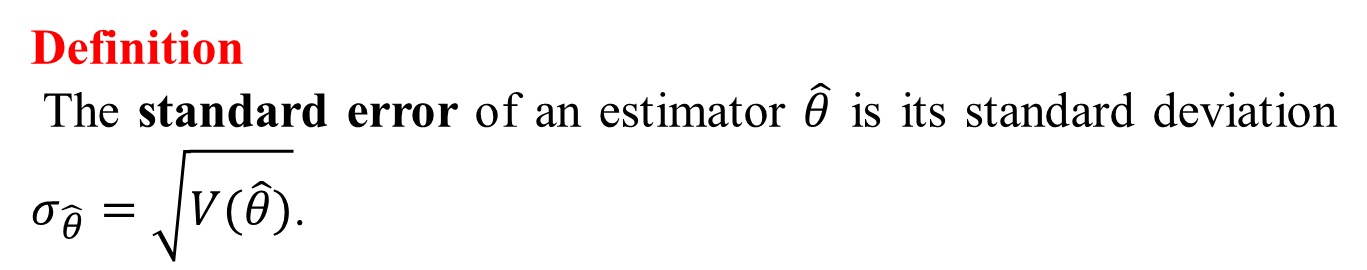 Definition
The standard error of an estimator θ̂ is its standard deviation
σ_θ̂ = √V(θ̂).